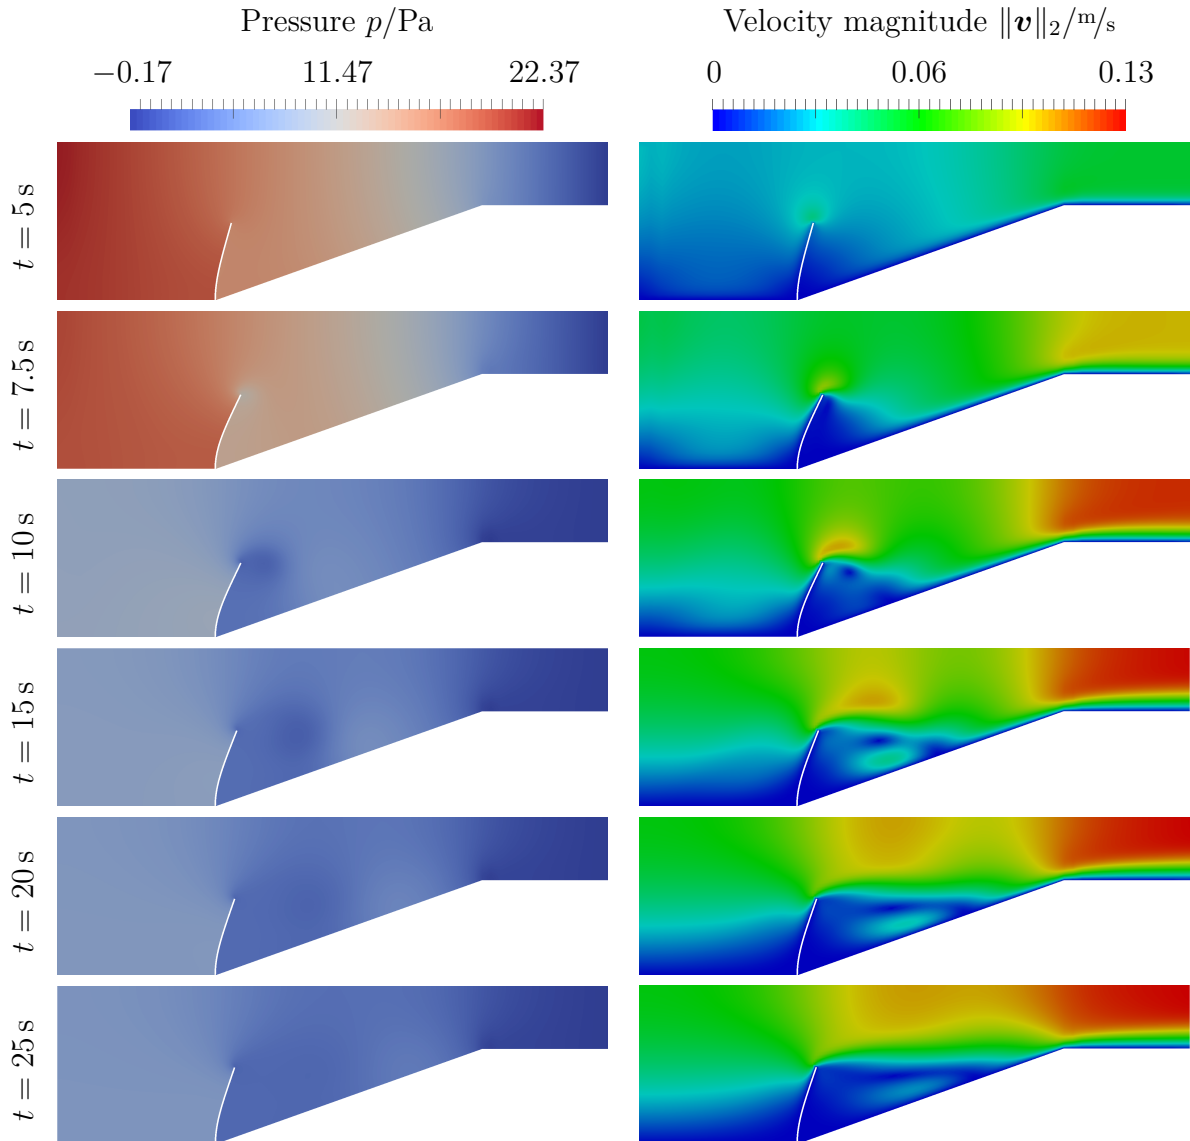 Pressure p/Pa
Velocity magnitude ‖v‖₂/m/s
−0.17 11.47 22.37
0 0.06 0.13
t = 5 s
t = 7.5 s
t = 10 s
t = 15 s
t = 20 s
t = 25 s